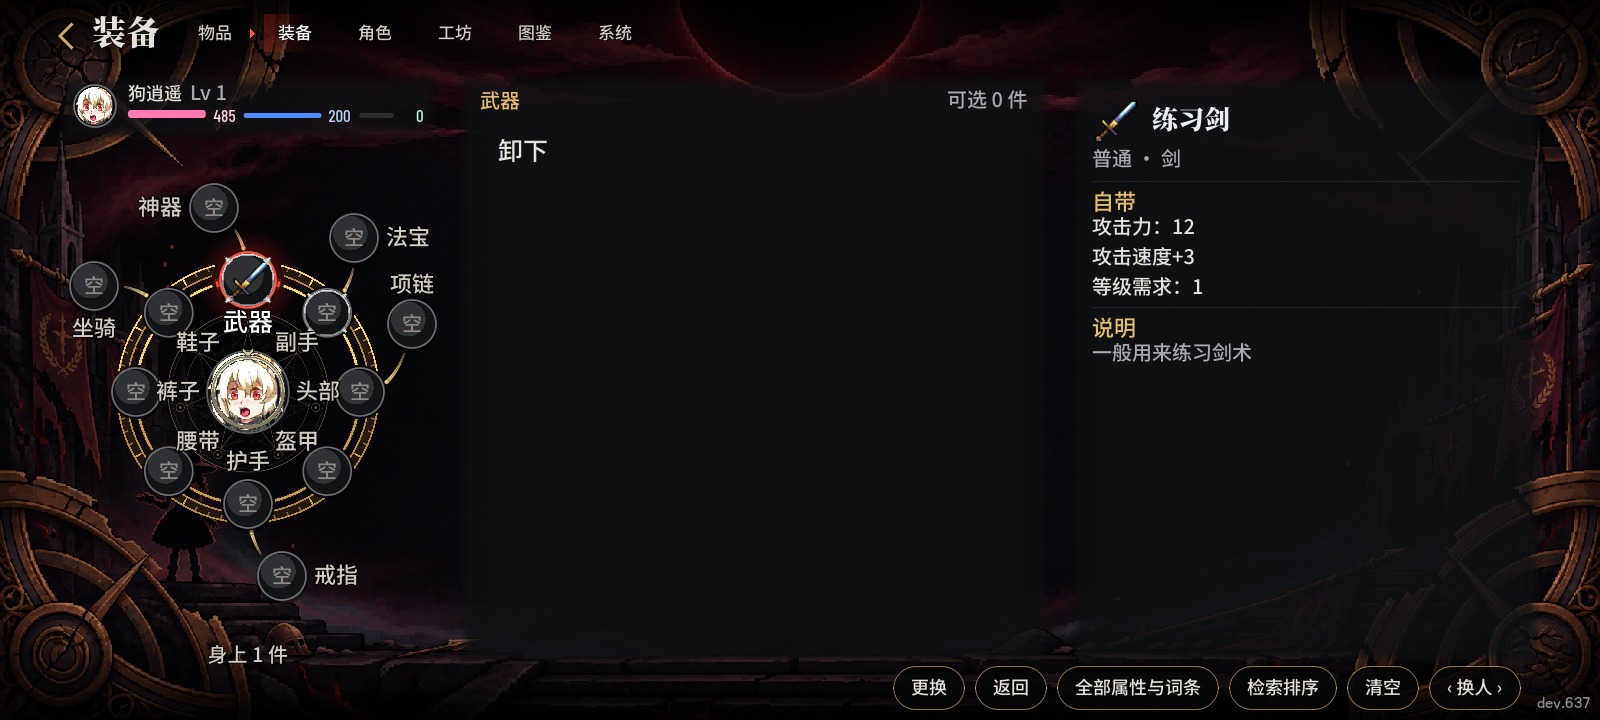 装备 物品 装备 角色 工坊 图鉴 系统
狗逍遥 Lv 1
485 200 0
武器 可选 0 件
卸下
神器 空
空 法宝
空 坐骑
项链 空
武器
空 鞋子
空 副手
空 裤子
头部 空
腰带 空
盔甲 空
护手 空
空 戒指
身上 1 件
练习剑
普通 · 剑
自带
攻击力：12
攻击速度+3
等级需求：1
说明
一般用来练习剑术
更换 返回 全部属性与词条 检索排序 清空 ‹ 换人 ›
dev.637